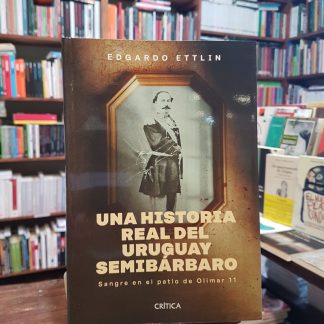 EDGARDO ETTLIN
UNA HISTORIA
REAL DEL
URUGUAY
SEMIBÁRBARO
Sangre en el patio de Olimar 11
CRÍTICA